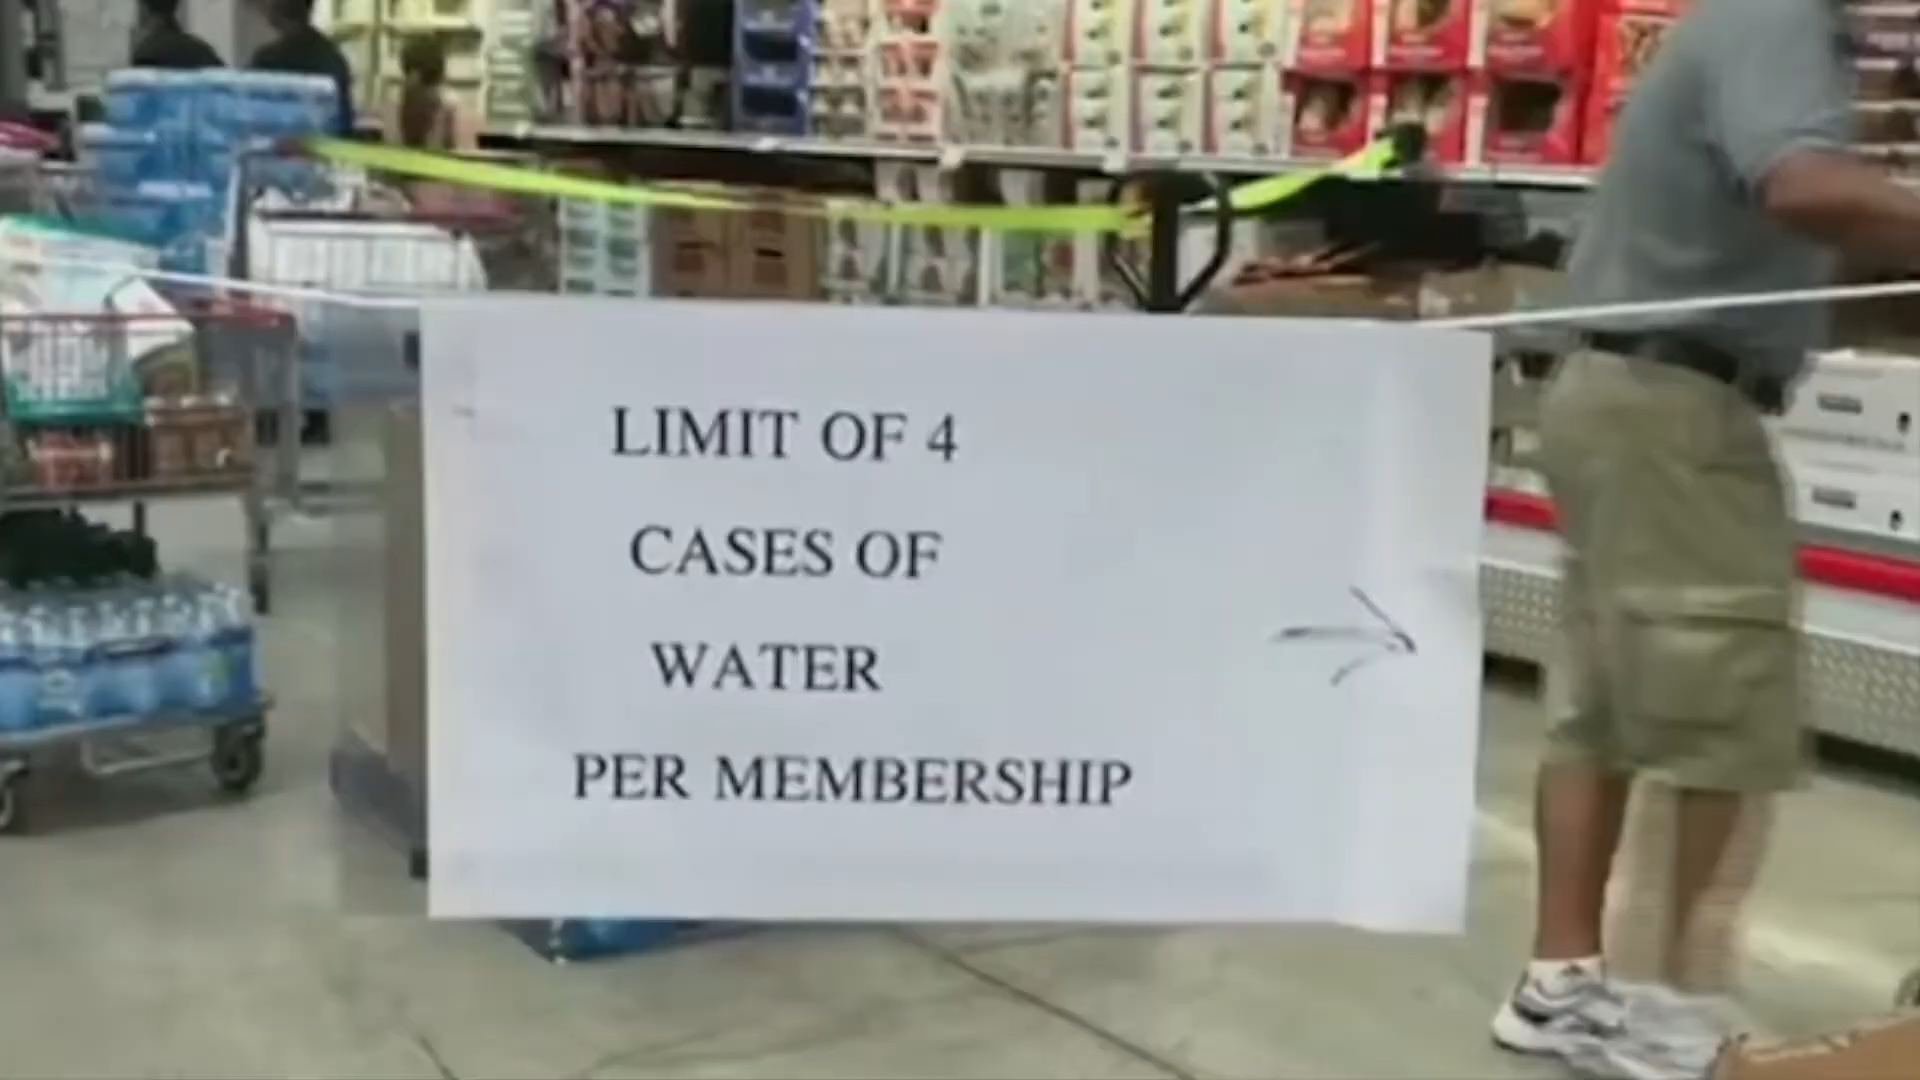 LIMIT OF 4
CASES OF
WATER
PER MEMBERSHIP